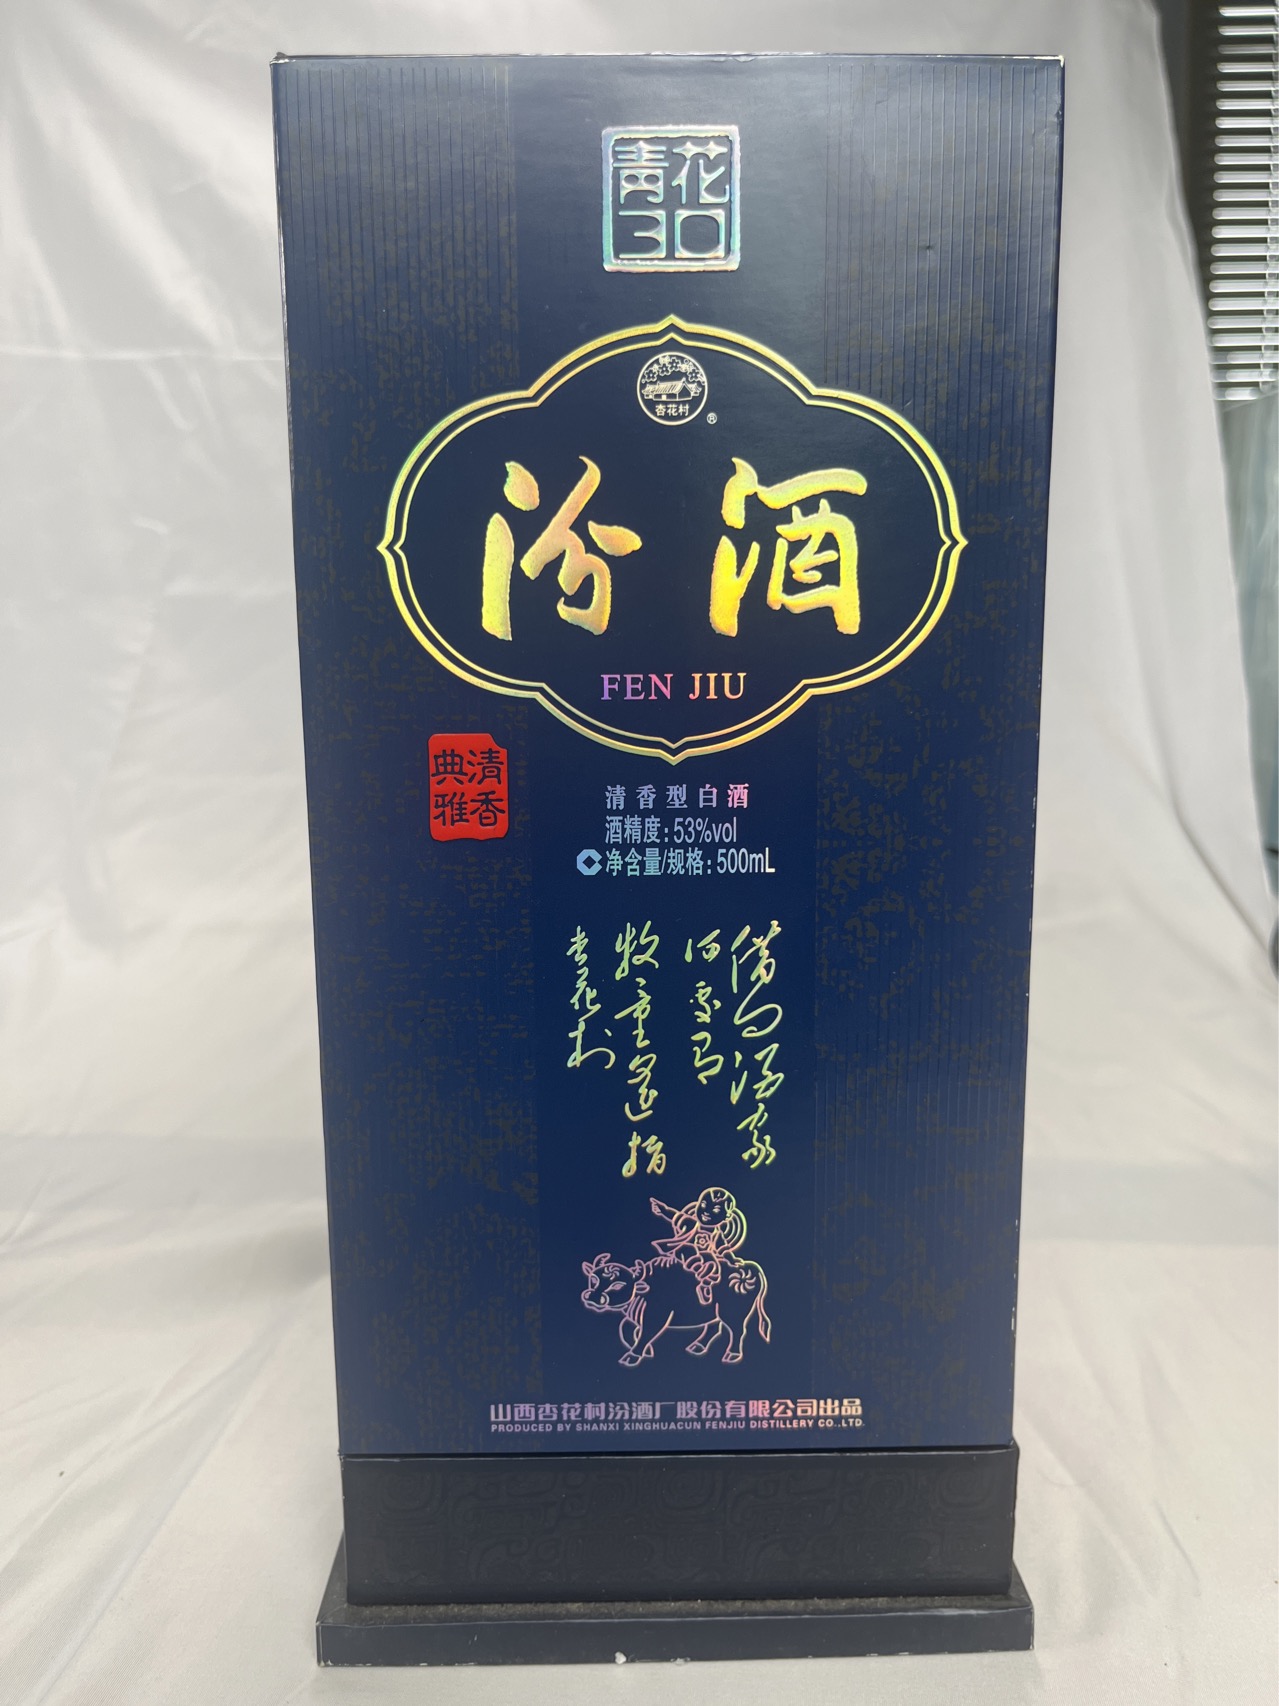 青花
30
杏花村
®
汾酒
FEN JIU
清香
典雅
清香型白酒
酒精度:53%vol
净含量/规格:500mL
借问酒家
何处有
牧童遥指
杏花村
山西杏花村汾酒厂股份有限公司出品
PRODUCED BY SHANXI XINGHUACUN FENJIU DISTILLERY CO.,LTD.